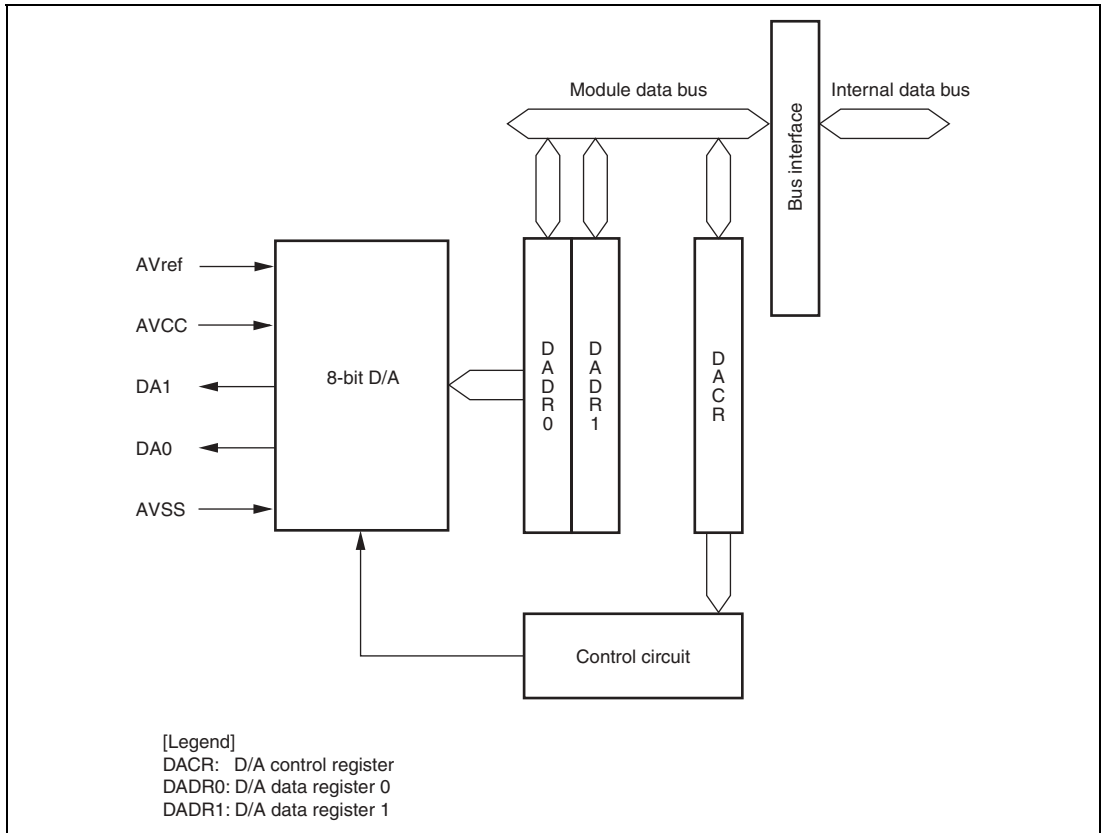 Module data bus
Internal data bus
Bus interface
AVref
AVCC
DA1
DA0
AVSS
8-bit D/A
DADR0
DADR1
DACR
Control circuit
[Legend]
DACR: D/A control register
DADR0: D/A data register 0
DADR1: D/A data register 1